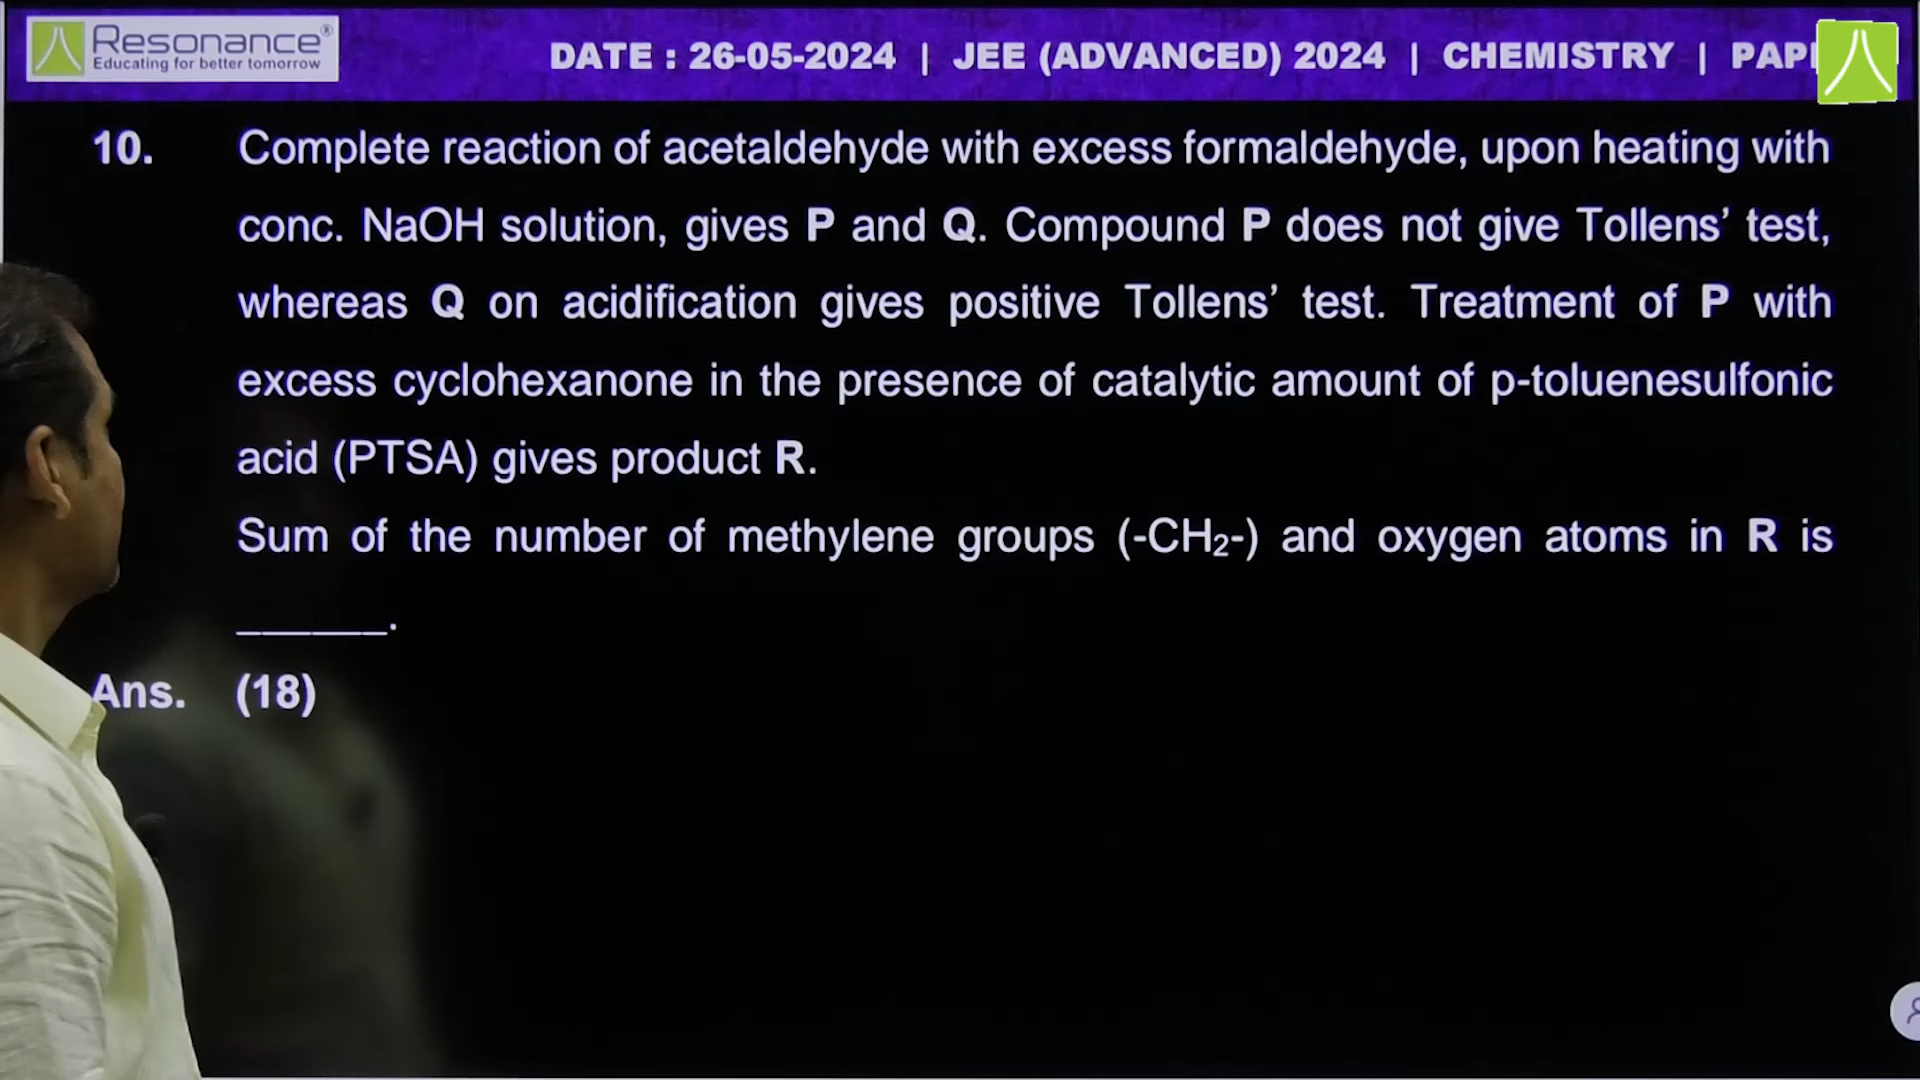 Resonance®
Educating for better tomorrow
DATE : 26-05-2024 | JEE (ADVANCED) 2024 | CHEMISTRY |
10. Complete reaction of acetaldehyde with excess formaldehyde, upon heating with
conc. NaOH solution, gives P and Q. Compound P does not give Tollens’ test,
whereas Q on acidification gives positive Tollens’ test. Treatment of P with
excess cyclohexanone in the presence of catalytic amount of p-toluenesulfonic
acid (PTSA) gives product R.
Sum of the number of methylene groups (-CH₂-) and oxygen atoms in R is
______.
Ans. (18)